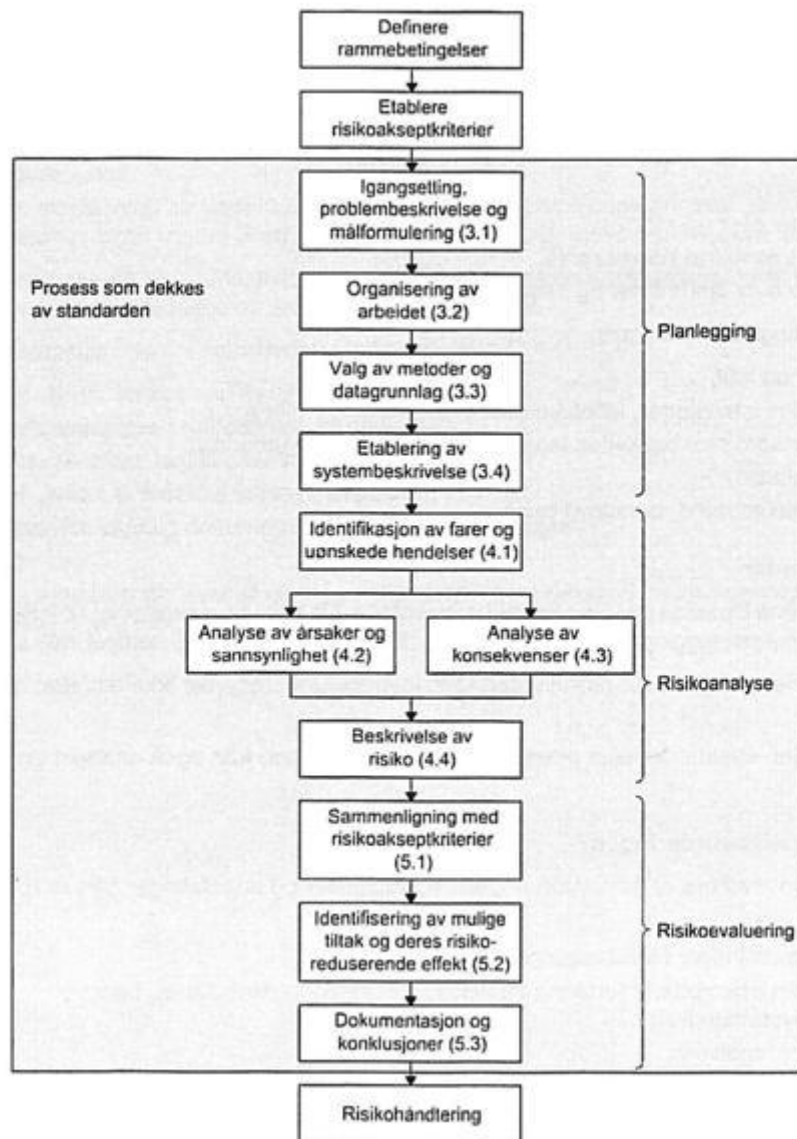 Definere
rammebetingelser
Etablere
risikoakseptkriterier
Igangsetling,
problembeskrivelse og
målformulering (3.1)
Prosess som dekkes
av standarden
Organisering av
arbeidet (3.2)
Planlegging
Valg av metoder og
datagrunnlag (3.3)
Etablering av
systembeskrivelse (3.4)
Identifikasjon av farer og
uønskede hendelser (4.1)
Analyse av årsaker og
sannsynlighet (4.2)
Analyse av
konsekvenser (4.3)
Risikoanalyse
Beskrivelse av
risiko (4.4)
Sammenligning med
risikoakseptkriterier
(5.1)
Identifisering av mulige
tiltak og deres risiko-
reduserende effekt (5.2)
Risikoevaluering
Dokumentasjon og
konklusjoner (5.3)
Risikohåndtering